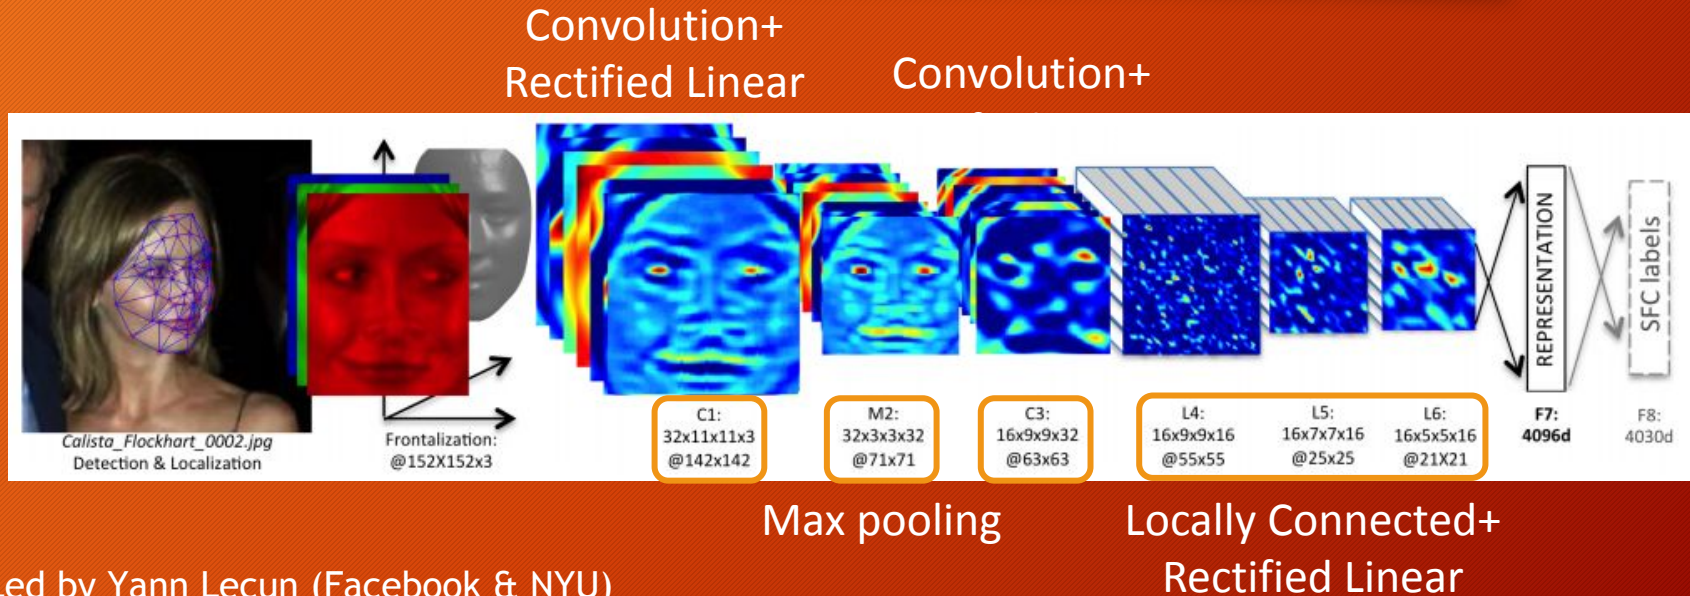 Convolution+
Rectified Linear
Convolution+
Calista_Flockhart_0002.jpg
Detection & Localization
Frontalization:
@152X152x3
C1:
32x11x11x3
@142x142
M2:
32x3x3x32
@71x71
C3:
16x9x9x32
@63x63
L4:
16x9x9x16
@55x55
L5:
16x7x7x16
@25x25
L6:
16x5x5x16
@21X21
REPRESENTATION
F7:
4096d
SFC labels
F8:
4030d
Max pooling
Locally Connected+
Rectified Linear
Led by Yann Lecun (Facebook & NYU)